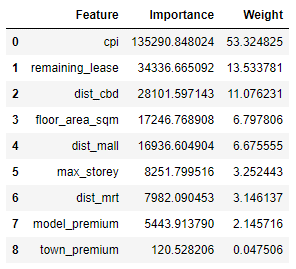 Feature Importance Weight
0 cpi 135290.848024 53.324825
1 remaining_lease 34336.665092 13.533781
2 dist_cbd 28101.597143 11.076231
3 floor_area_sqm 17246.768908 6.797806
4 dist_mall 16936.604904 6.675555
5 max_storey 8251.799516 3.252443
6 dist_mrt 7982.090453 3.146137
7 model_premium 5443.913790 2.145716
8 town_premium 120.528206 0.047506